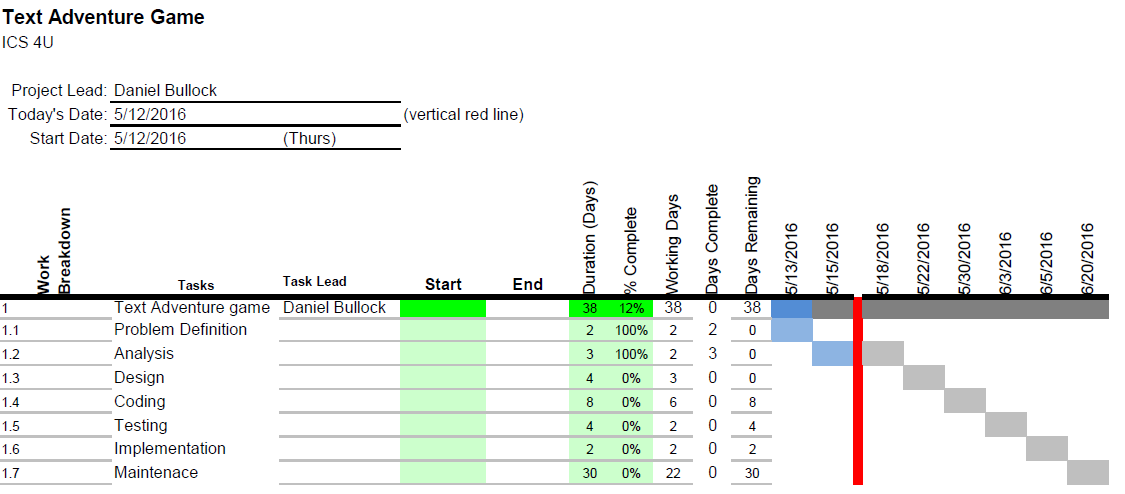 Text Adventure Game
ICS 4U
Project Lead: Daniel Bullock
Today's Date: 5/12/2016 (vertical red line)
Start Date: 5/12/2016 (Thurs)
Work Breakdown Tasks Task Lead Start End Duration (Days) % Complete Working Days Days Complete Days Remaining 5/13/2016 5/15/2016 5/18/2016 5/22/2016 5/30/2016 6/3/2016 6/5/2016 6/20/2016
1 Text Adventure game Daniel Bullock 38 12% 38 0 38
1.1 Problem Definition 2 100% 2 2 0
1.2 Analysis 3 100% 2 3 0
1.3 Design 4 0% 3 0 0
1.4 Coding 8 0% 6 0 8
1.5 Testing 4 0% 2 0 4
1.6 Implementation 2 0% 2 0 2
1.7 Maintenace 30 0% 22 0 30